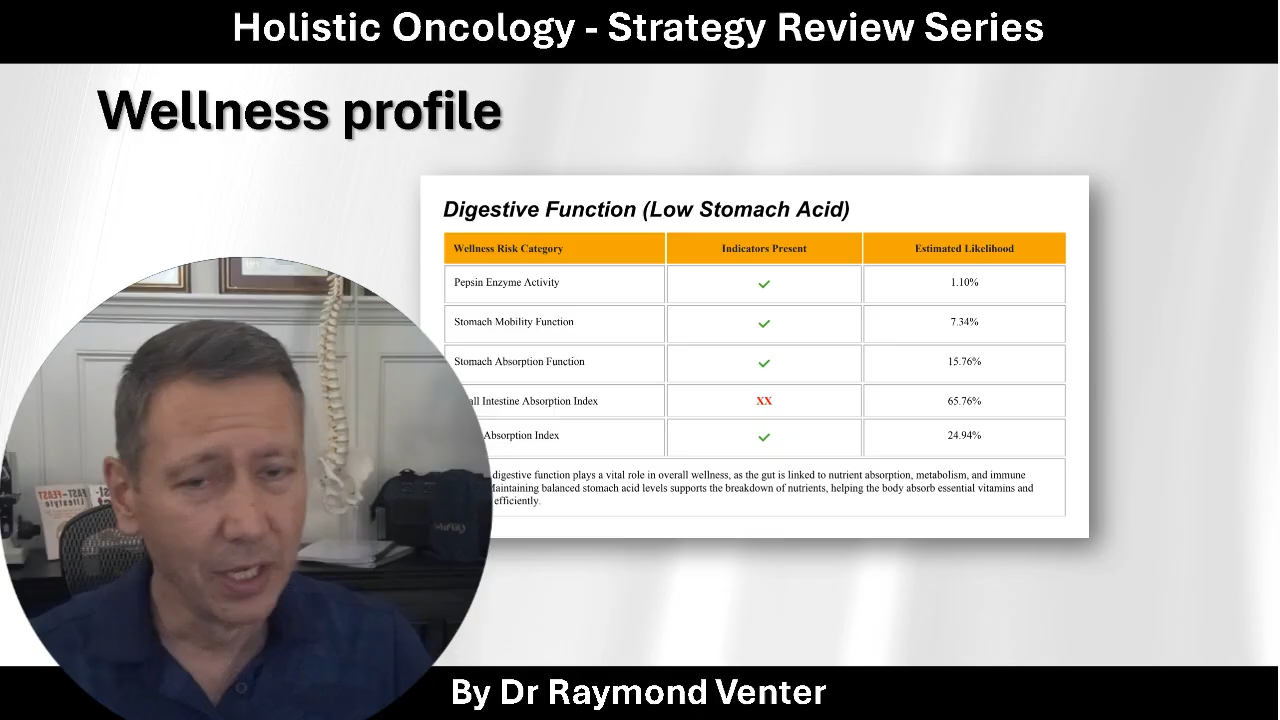 Holistic Oncology - Strategy Review Series
Wellness profile
Digestive Function (Low Stomach Acid)
Wellness Risk Category Indicators Present Estimated Likelihood
Pepsin Enzyme Activity 1.10%
Stomach Mobility Function 7.34%
Stomach Absorption Function 15.76%
Intestine Absorption Index XX 65.76%
Absorption Index 24.94%
digestive function plays a vital role in overall wellness, as the gut is linked to nutrient absorption, metabolism, and immune
Maintaining balanced stomach acid levels supports the breakdown of nutrients, helping the body absorb essential vitamins and
efficiently.
By Dr Raymond Venter